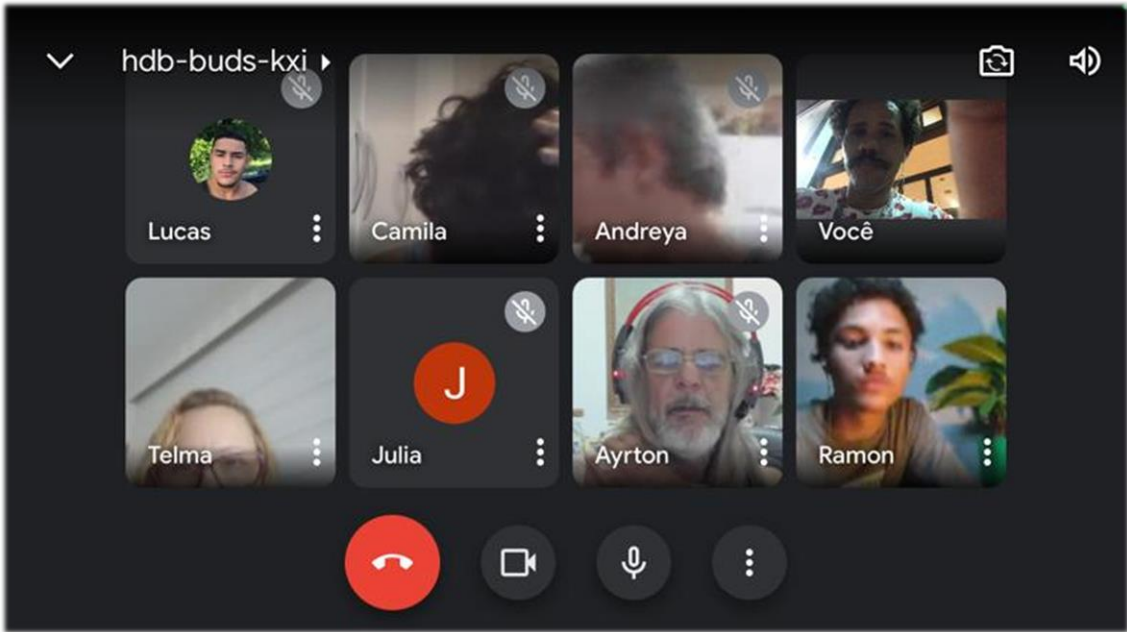 hdb-buds-kxi
Lucas
Camila
Andreya
Você
Telma
J
Julia
Ayrton
Ramon